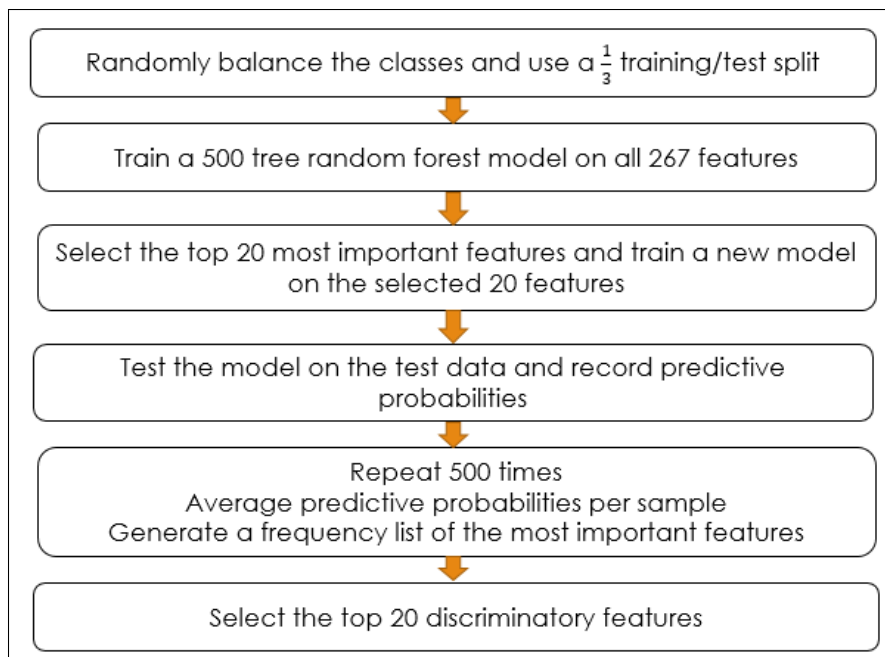 Randomly balance the classes and use a 1/3 training/test split
Train a 500 tree random forest model on all 267 features
Select the top 20 most important features and train a new model
on the selected 20 features
Test the model on the test data and record predictive
probabilities
Repeat 500 times
Average predictive probabilities per sample
Generate a frequency list of the most important features
Select the top 20 discriminatory features